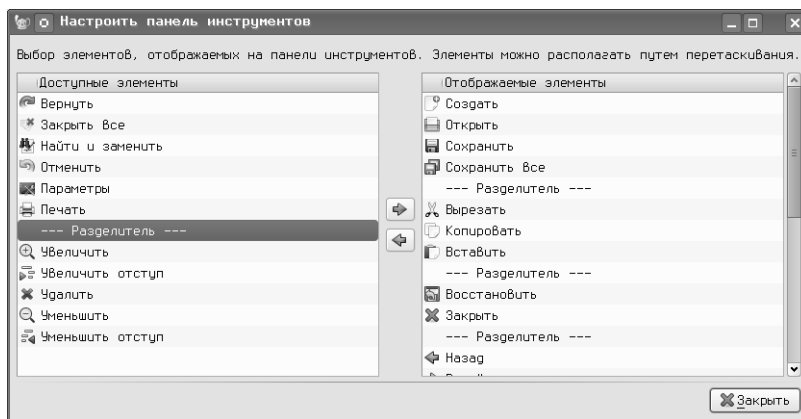 Настроить панель инструментов
Выбор элементов, отображаемых на панели инструментов. Элементы можно располагать путем перетаскивания.
Доступные элементы
Вернуть
Закрыть все
Найти и заменить
Отменить
Параметры
Печать
--- Разделитель ---
Увеличить
Увеличить отступ
Удалить
Уменьшить
Уменьшить отступ
Отображаемые элементы
Создать
Открыть
Сохранить
Сохранить все
--- Разделитель ---
Вырезать
Копировать
Вставить
--- Разделитель ---
Восстановить
Закрыть
--- Разделитель ---
Назад
Закрыть